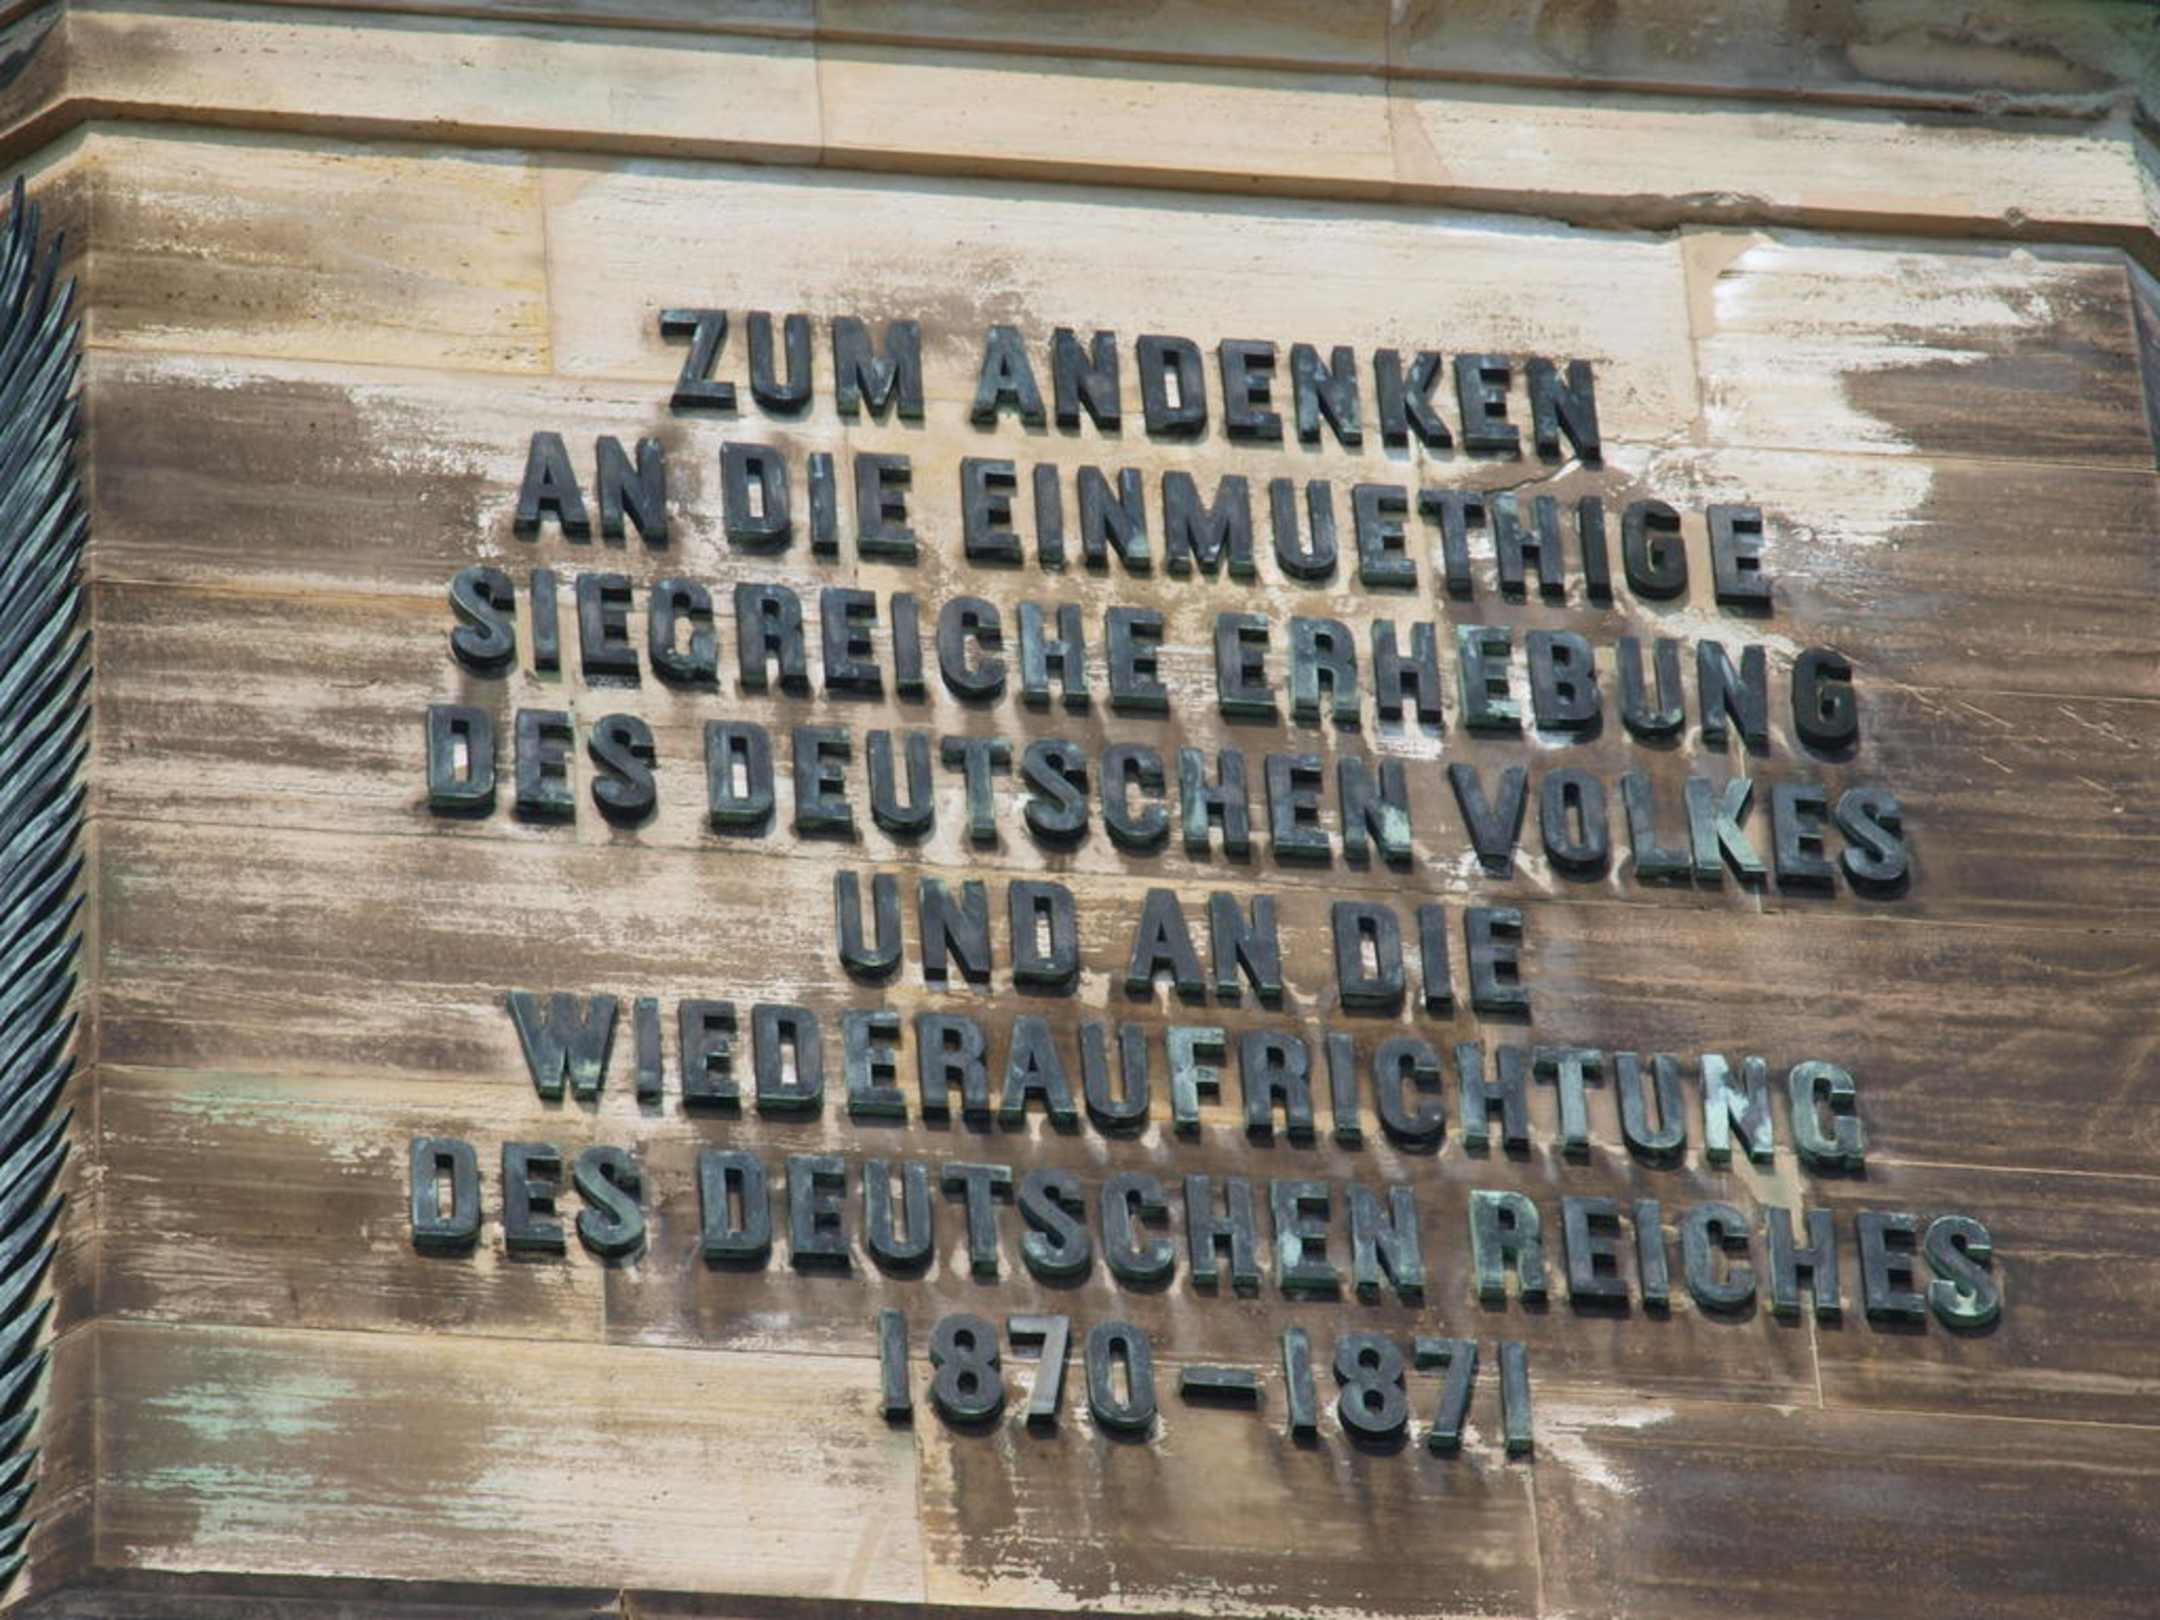 ZUM ANDENKEN
AN DIE EINMUETHIGE
SIEGREICHE ERHEBUNG
DES DEUTSCHEN VOLKES
UND AN DIE
WIEDERAUFRICHTUNG
DES DEUTSCHEN REICHES
1870-1871